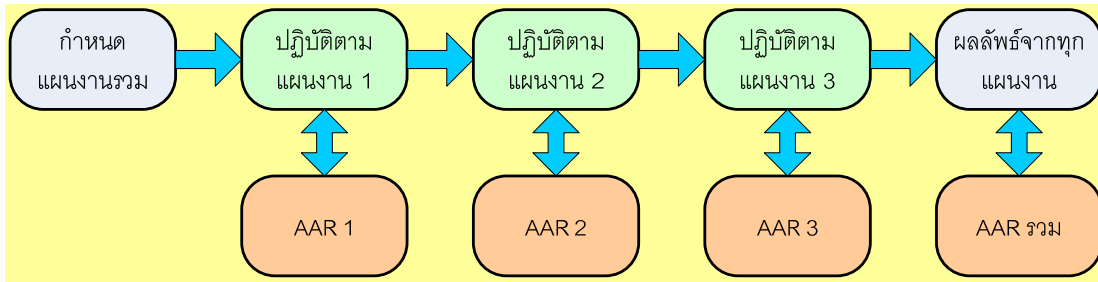 กำหนด
แผนงานรวม
ปฏิบัติตาม
แผนงาน 1
ปฏิบัติตาม
แผนงาน 2
ปฏิบัติตาม
แผนงาน 3
ผลลัพธ์จากทุก
แผนงาน
AAR 1
AAR 2
AAR 3
AAR รวม